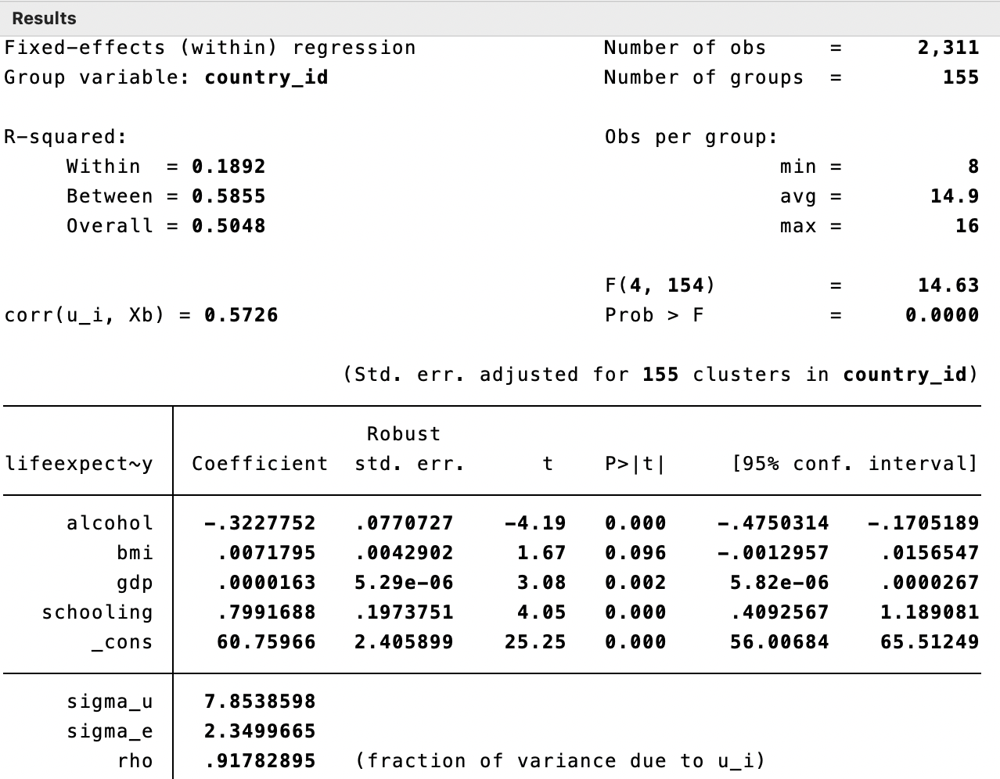 Results
Fixed-effects (within) regression Number of obs = 2,311
Group variable: country_id Number of groups = 155
R-squared: Obs per group:
Within = 0.1892 min = 8
Between = 0.5855 avg = 14.9
Overall = 0.5048 max = 16
F(4, 154) = 14.63
corr(u_i, Xb) = 0.5726 Prob > F = 0.0000
(Std. err. adjusted for 155 clusters in country_id)
Robust
lifeexpect~y Coefficient std. err. t P>|t| [95% conf. interval]
alcohol -.3227752 .0770727 -4.19 0.000 -.4750314 -.1705189
bmi .0071795 .0042902 1.67 0.096 -.0012957 .0156547
gdp .0000163 5.29e-06 3.08 0.002 5.82e-06 .0000267
schooling .7991688 .1973751 4.05 0.000 .4092567 1.189081
_cons 60.75966 2.405899 25.25 0.000 56.00684 65.51249
sigma_u 7.8538598
sigma_e 2.3499665
rho .91782895 (fraction of variance due to u_i)